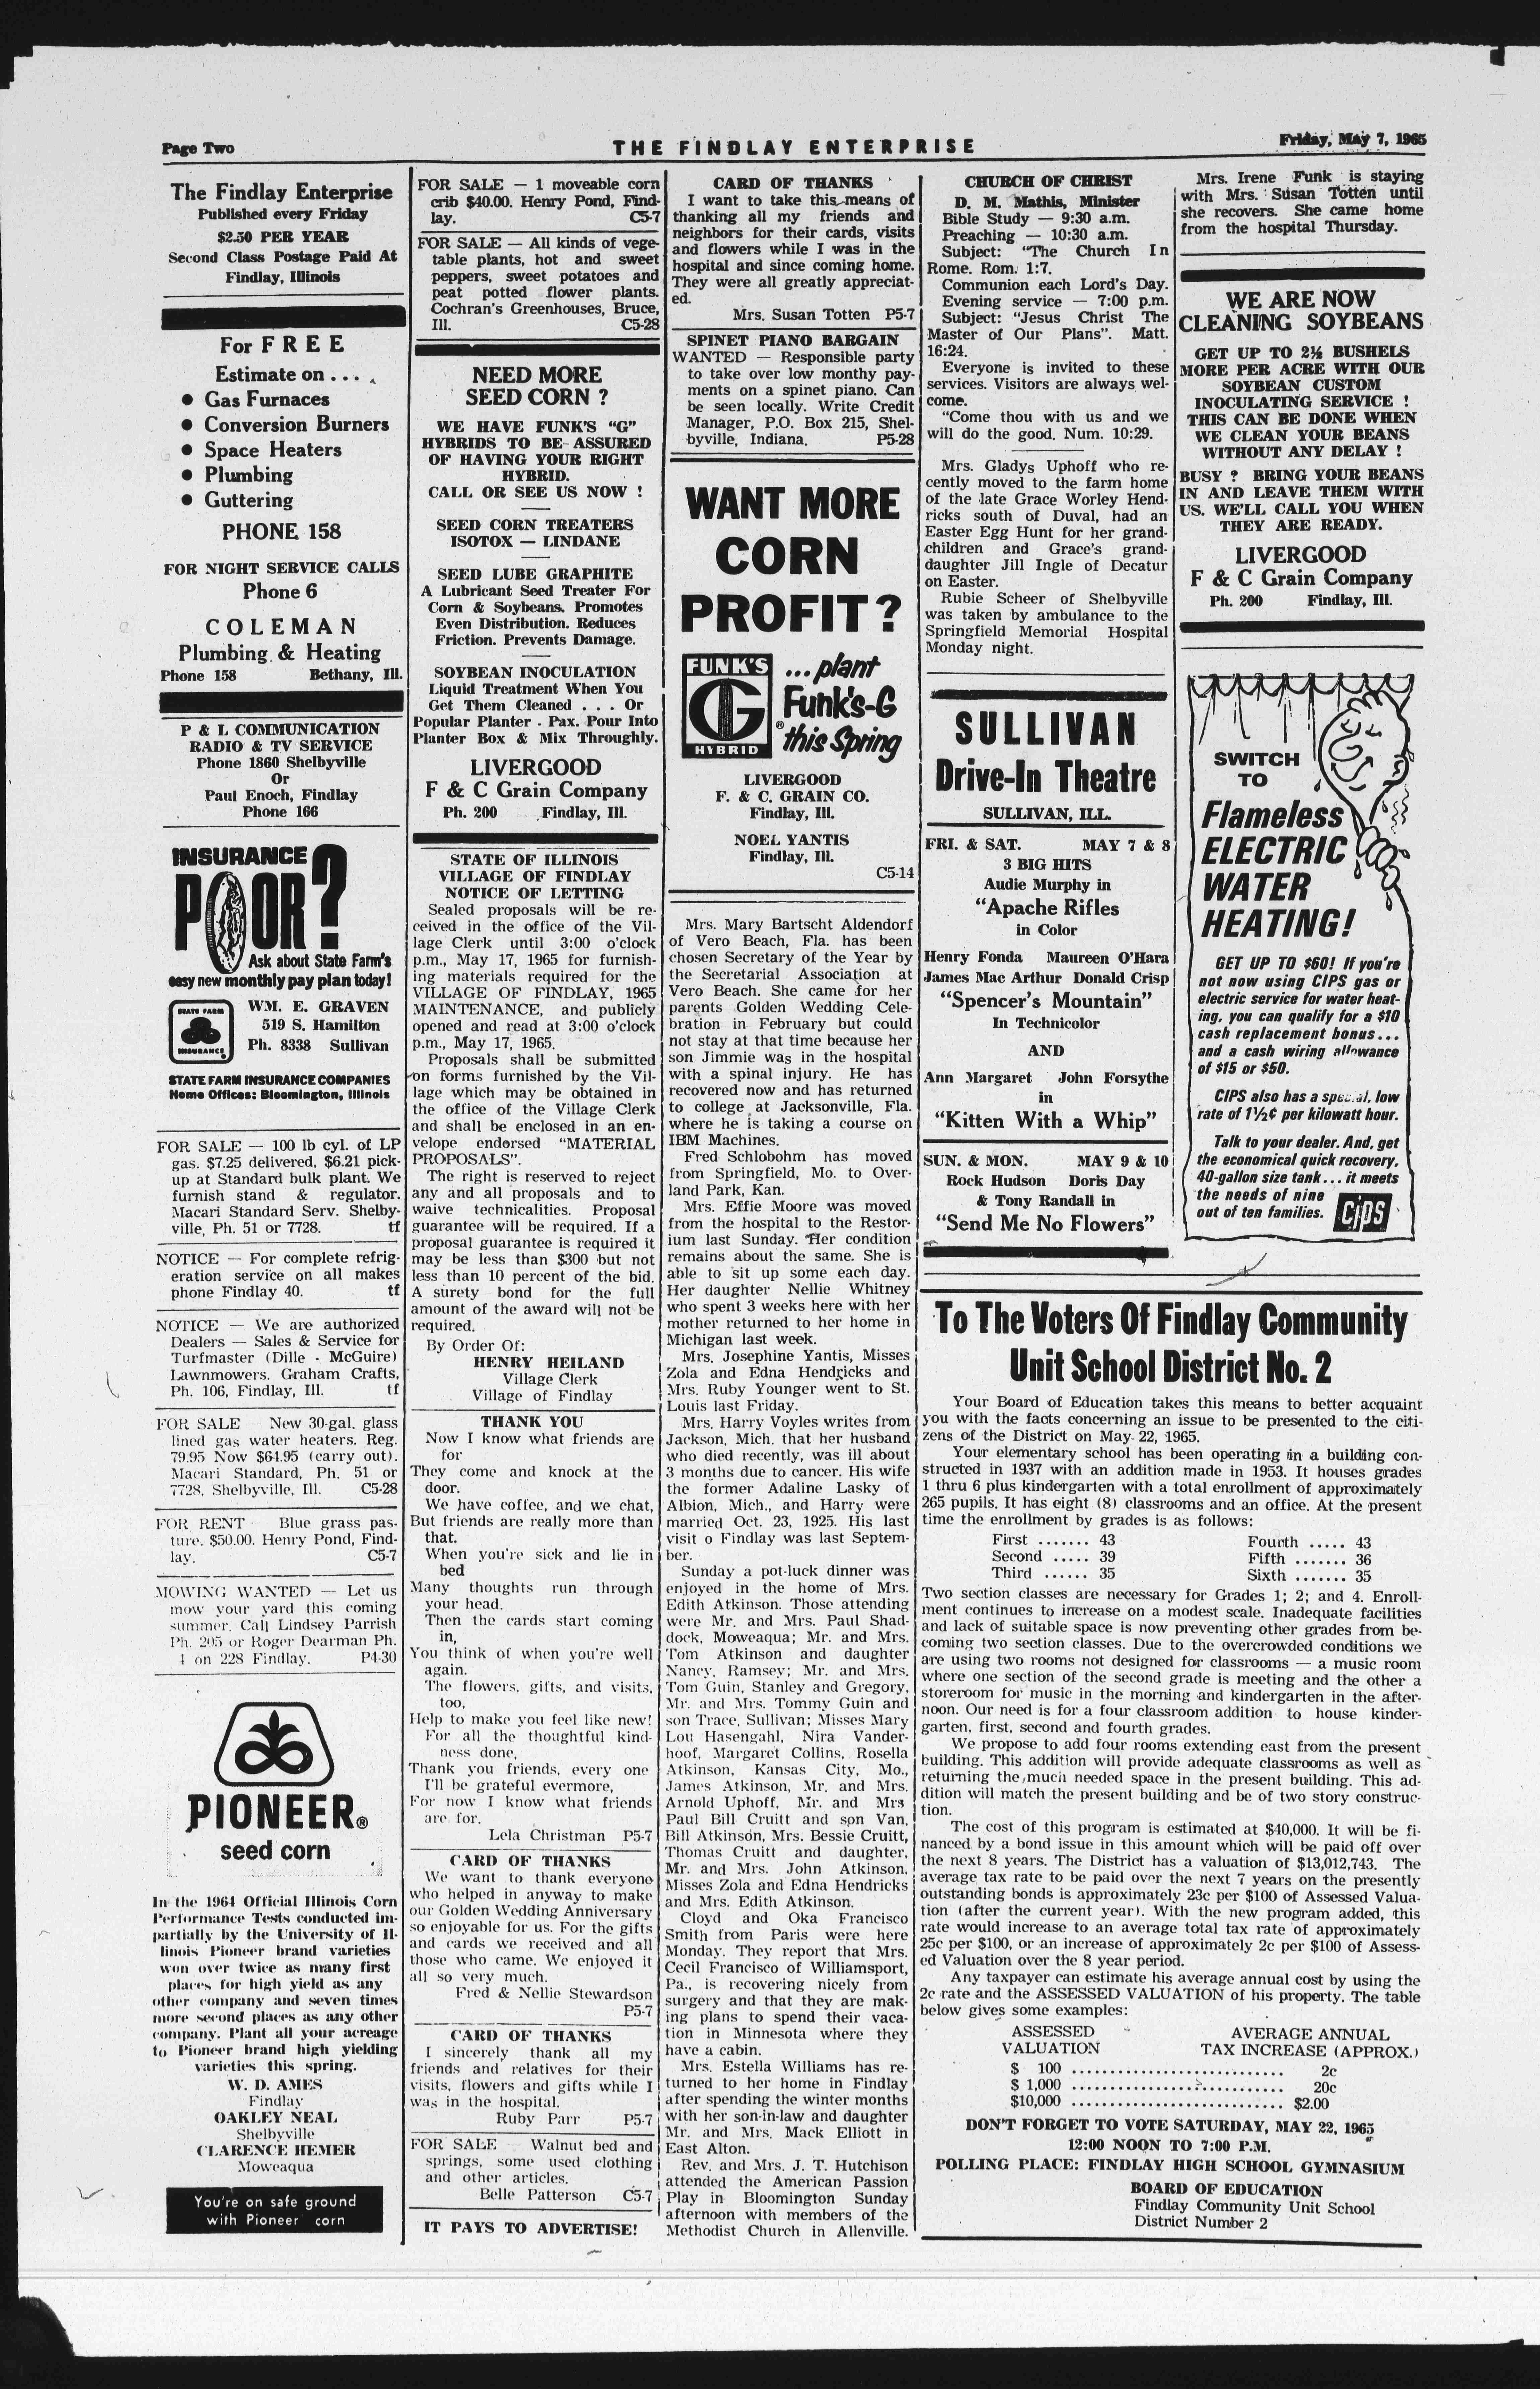 Page Two
THE FINDLAY ENTERPRISE
Friday, May 7, 1965
The Findlay Enterprise
Published every Friday
$2.50 PER YEAR
Second Class Postage Paid At
Findlay, Illinois
For FREE
Estimate on . . .
● Gas Furnaces
● Conversion Burners
● Space Heaters
● Plumbing
● Guttering
PHONE 158
FOR NIGHT SERVICE CALLS
Phone 6
COLEMAN
Plumbing & Heating
Phone 158 Bethany, Ill.
P & L COMMUNICATION
RADIO & TV SERVICE
Phone 1860 Shelbyville
Or
Paul Enoch, Findlay
Phone 166
INSURANCE
POOR?
Ask about State Farm's
easy new monthly pay plan today!
STATE FARM
INSURANCE
WM. E. GRAVEN
519 S. Hamilton
Ph. 8338 Sullivan
STATE FARM INSURANCE COMPANIES
Home Offices: Bloomington, Illinois
FOR SALE — 100 lb cyl. of LP
gas. $7.25 delivered, $6.21 pick-
up at Standard bulk plant. We
furnish stand & regulator.
Macari Standard Serv. Shelby-
ville, Ph. 51 or 7728. tf
NOTICE — For complete refrig-
eration service on all makes
phone Findlay 40. tf
NOTICE — We are authorized
Dealers — Sales & Service for
Turfmaster (Dille - McGuire)
Lawnmowers. Graham Crafts,
Ph. 106, Findlay, Ill. tf
FOR SALE — New 30-gal. glass
lined gas water heaters. Reg.
79.95 Now $64.95 (carry out).
Macari Standard, Ph. 51 or
7728, Shelbyville, Ill. C5-28
FOR RENT Blue grass pas-
ture. $50.00. Henry Pond, Find-
lay. C5-7
MOWING WANTED — Let us
mow your yard this coming
summer. Call Lindsey Parrish
Ph. 205 or Roger Dearman Ph.
4 on 228 Findlay. P4-30
PIONEER®
seed corn
In the 1964 Official Illinois Corn
Performance Tests conducted im-
partially by the University of Il-
linois Pioneer brand varieties
won over twice as many first
places for high yield as any
other company and seven times
more second places as any other
company. Plant all your acreage
to Pioneer brand high yielding
varieties this spring.
W. D. AMES
Findlay
OAKLEY NEAL
Shelbyville
CLARENCE HEMER
Moweaqua
You're on safe ground
with Pioneer corn
FOR SALE — 1 moveable corn
crib $40.00. Henry Pond, Find-
lay. C5-7
FOR SALE — All kinds of vege-
table plants, hot and sweet
peppers, sweet potatoes and
peat potted flower plants.
Cochran's Greenhouses, Bruce,
Ill. C5-28
NEED MORE
SEED CORN ?
WE HAVE FUNK'S "G"
HYBRIDS TO BE ASSURED
OF HAVING YOUR RIGHT
HYBRID.
CALL OR SEE US NOW !
SEED CORN TREATERS
ISOTOX — LINDANE
SEED LUBE GRAPHITE
A Lubricant Seed Treater For
Corn & Soybeans. Promotes
Even Distribution. Reduces
Friction. Prevents Damage.
SOYBEAN INOCULATION
Liquid Treatment When You
Get Them Cleaned . . . Or
Popular Planter - Pax. Pour Into
Planter Box & Mix Throughly.
LIVERGOOD
F & C Grain Company
Ph. 200 Findlay, Ill.
STATE OF ILLINOIS
VILLAGE OF FINDLAY
NOTICE OF LETTING
Sealed proposals will be re-
ceived in the office of the Vil-
lage Clerk until 3:00 o'clock
p.m., May 17, 1965 for furnish-
ing materials required for the
VILLAGE OF FINDLAY, 1965
MAINTENANCE, and publicly
opened and read at 3:00 o'clock
p.m., May 17, 1965.
Proposals shall be submitted
on forms furnished by the Vil-
lage which may be obtained in
the office of the Village Clerk
and shall be enclosed in an en-
velope endorsed "MATERIAL
PROPOSALS".
The right is reserved to reject
any and all proposals and to
waive technicalities. Proposal
guarantee will be required. If a
proposal guarantee is required it
may be less than $300 but not
less than 10 percent of the bid.
A surety bond for the full
amount of the award will not be
required.
By Order Of:
HENRY HEILAND
Village Clerk
Village of Findlay
THANK YOU
Now I know what friends are
for
They come and knock at the
door.
We have coffee, and we chat,
But friends are really more than
that.
When you're sick and lie in
bed
Many thoughts run through
your head.
Then the cards start coming
in,
You think of when you're well
again.
The flowers, gifts, and visits,
too,
Help to make you feel like new!
For all the thoughtful kind-
ness done,
Thank you friends, every one
I'll be grateful evermore,
For now I know what friends
are for.
Lela Christman P5-7
CARD OF THANKS
We want to thank everyone
who helped in anyway to make
our Golden Wedding Anniversary
so enjoyable for us. For the gifts
and cards we received and all
those who came. We enjoyed it
all so very much.
Fred & Nellie Stewardson
P5-7
CARD OF THANKS
I sincerely thank all my
friends and relatives for their
visits, flowers and gifts while I
was in the hospital.
Ruby Parr P5-7
FOR SALE — Walnut bed and
springs, some used clothing
and other articles.
Belle Patterson C5-7
IT PAYS TO ADVERTISE!
CARD OF THANKS
I want to take this means of
thanking all my friends and
neighbors for their cards, visits
and flowers while I was in the
hospital and since coming home.
They were all greatly appreciat-
ed.
Mrs. Susan Totten P5-7
SPINET PIANO BARGAIN
WANTED — Responsible party
to take over low monthy pay-
ments on a spinet piano. Can
be seen locally. Write Credit
Manager, P.O. Box 215, Shel-
byville, Indiana. P5-28
WANT MORE
CORN
PROFIT?
FUNK'S
G
HYBRID
®
...plant
Funk's-G
this Spring
LIVERGOOD
F. & C. GRAIN CO.
Findlay, Ill.
NOEL YANTIS
Findlay, Ill.
C5-14
Mrs. Mary Bartscht Aldendorf
of Vero Beach, Fla. has been
chosen Secretary of the Year by
the Secretarial Association at
Vero Beach. She came for her
parents Golden Wedding Cele-
bration in February but could
not stay at that time because her
son Jimmie was in the hospital
with a spinal injury. He has
recovered now and has returned
to college at Jacksonville, Fla.
where he is taking a course on
IBM Machines.
Fred Schlobohm has moved
from Springfield, Mo. to Over-
land Park, Kan.
Mrs. Effie Moore was moved
from the hospital to the Restor-
ium last Sunday. Her condition
remains about the same. She is
able to sit up some each day.
Her daughter Nellie Whitney
who spent 3 weeks here with her
mother returned to her home in
Michigan last week.
Mrs. Josephine Yantis, Misses
Zola and Edna Hendricks and
Mrs. Ruby Younger went to St.
Louis last Friday.
Mrs. Harry Voyles writes from
Jackson, Mich. that her husband
who died recently, was ill about
3 months due to cancer. His wife
the former Adaline Lasky of
Albion, Mich., and Harry were
married Oct. 23, 1925. His last
visit o Findlay was last Septem-
ber.
Sunday a pot-luck dinner was
enjoyed in the home of Mrs.
Edith Atkinson. Those attending
were Mr. and Mrs. Paul Shad-
dock, Moweaqua; Mr. and Mrs.
Tom Atkinson and daughter
Nancy, Ramsey; Mr. and Mrs.
Tom Guin, Stanley and Gregory,
Mr. and Mrs. Tommy Guin and
son Trace, Sullivan; Misses Mary
Lou Hasengahl, Nira Vander-
hoof, Margaret Collins, Rosella
Atkinson, Kansas City, Mo.,
James Atkinson, Mr. and Mrs.
Arnold Uphoff, Mr. and Mrs
Paul Bill Cruitt and son Van,
Bill Atkinson, Mrs. Bessie Cruitt,
Thomas Cruitt and daughter,
Mr. and Mrs. John Atkinson,
Misses Zola and Edna Hendricks
and Mrs. Edith Atkinson.
Cloyd and Oka Francisco
Smith from Paris were here
Monday. They report that Mrs.
Cecil Francisco of Williamsport,
Pa., is recovering nicely from
surgery and that they are mak-
ing plans to spend their vaca-
tion in Minnesota where they
have a cabin.
Mrs. Estella Williams has re-
turned to her home in Findlay
after spending the winter months
with her son-in-law and daughter
Mr. and Mrs. Mack Elliott in
East Alton.
Rev. and Mrs. J. T. Hutchison
attended the American Passion
Play in Bloomington Sunday
afternoon with members of the
Methodist Church in Allenville.
CHURCH OF CHRIST
D. M. Mathis, Minister
Bible Study — 9:30 a.m.
Preaching — 10:30 a.m.
Subject: "The Church In
Rome. Rom. 1:7.
Communion each Lord's Day.
Evening service — 7:00 p.m.
Subject: "Jesus Christ The
Master of Our Plans". Matt.
16:24.
Everyone is invited to these
services. Visitors are always wel-
come.
"Come thou with us and we
will do the good. Num. 10:29.
Mrs. Gladys Uphoff who re-
cently moved to the farm home
of the late Grace Worley Hend-
ricks south of Duval, had an
Easter Egg Hunt for her grand-
children and Grace's grand-
daughter Jill Ingle of Decatur
on Easter.
Rubie Scheer of Shelbyville
was taken by ambulance to the
Springfield Memorial Hospital
Monday night.
SULLIVAN
Drive-In Theatre
SULLIVAN, ILL.
FRI. & SAT. MAY 7 & 8
3 BIG HITS
Audie Murphy in
"Apache Rifles
in Color
Henry Fonda Maureen O'Hara
James Mac Arthur Donald Crisp
"Spencer's Mountain"
In Technicolor
AND
Ann Margaret John Forsythe
in
"Kitten With a Whip"
SUN. & MON. MAY 9 & 10
Rock Hudson Doris Day
& Tony Randall in
"Send Me No Flowers"
Mrs. Irene Funk is staying
with Mrs. Susan Totten until
she recovers. She came home
from the hospital Thursday.
WE ARE NOW
CLEANING SOYBEANS
GET UP TO 2½ BUSHELS
MORE PER ACRE WITH OUR
SOYBEAN CUSTOM
INOCULATING SERVICE !
THIS CAN BE DONE WHEN
WE CLEAN YOUR BEANS
WITHOUT ANY DELAY !
BUSY ? BRING YOUR BEANS
IN AND LEAVE THEM WITH
US. WE'LL CALL YOU WHEN
THEY ARE READY.
LIVERGOOD
F & C Grain Company
Ph. 200 Findlay, Ill.
SWITCH
TO
Flameless
ELECTRIC
WATER
HEATING!
GET UP TO $60! If you're
not now using CIPS gas or
electric service for water heat-
ing, you can qualify for a $10
cash replacement bonus...
and a cash wiring allowance
of $15 or $50.
CIPS also has a special, low
rate of 1½¢ per kilowatt hour.
Talk to your dealer. And, get
the economical quick recovery,
40-gallon size tank... it meets
the needs of nine
out of ten families.
CIPS
To The Voters Of Findlay Community
Unit School District No. 2
Your Board of Education takes this means to better acquaint
you with the facts concerning an issue to be presented to the citi-
zens of the District on May 22, 1965.
Your elementary school has been operating in a building con-
structed in 1937 with an addition made in 1953. It houses grades
1 thru 6 plus kindergarten with a total enrollment of approximately
265 pupils. It has eight (8) classrooms and an office. At the present
time the enrollment by grades is as follows:
First ....... 43 Fourth ..... 43
Second ..... 39 Fifth ....... 36
Third ...... 35 Sixth ....... 35
Two section classes are necessary for Grades 1; 2; and 4. Enroll-
ment continues to increase on a modest scale. Inadequate facilities
and lack of suitable space is now preventing other grades from be-
coming two section classes. Due to the overcrowded conditions we
are using two rooms not designed for classrooms — a music room
where one section of the second grade is meeting and the other a
storeroom for music in the morning and kindergarten in the after-
noon. Our need is for a four classroom addition to house kinder-
garten, first, second and fourth grades.
We propose to add four rooms extending east from the present
building. This addition will provide adequate classrooms as well as
returning the much needed space in the present building. This ad-
dition will match the present building and be of two story construc-
tion.
The cost of this program is estimated at $40,000. It will be fi-
nanced by a bond issue in this amount which will be paid off over
the next 8 years. The District has a valuation of $13,012,743. The
average tax rate to be paid over the next 7 years on the presently
outstanding bonds is approximately 23c per $100 of Assessed Valua-
tion (after the current year). With the new program added, this
rate would increase to an average total tax rate of approximately
25c per $100, or an increase of approximately 2c per $100 of Assess-
ed Valuation over the 8 year period.
Any taxpayer can estimate his average annual cost by using the
2c rate and the ASSESSED VALUATION of his property. The table
below gives some examples:
ASSESSED AVERAGE ANNUAL
VALUATION TAX INCREASE (APPROX.)
$ 100 .............................. 2c
$ 1,000 .............................. 20c
$10,000 .............................. $2.00
DON'T FORGET TO VOTE SATURDAY, MAY 22, 1965
12:00 NOON TO 7:00 P.M.
POLLING PLACE: FINDLAY HIGH SCHOOL GYMNASIUM
BOARD OF EDUCATION
Findlay Community Unit School
District Number 2